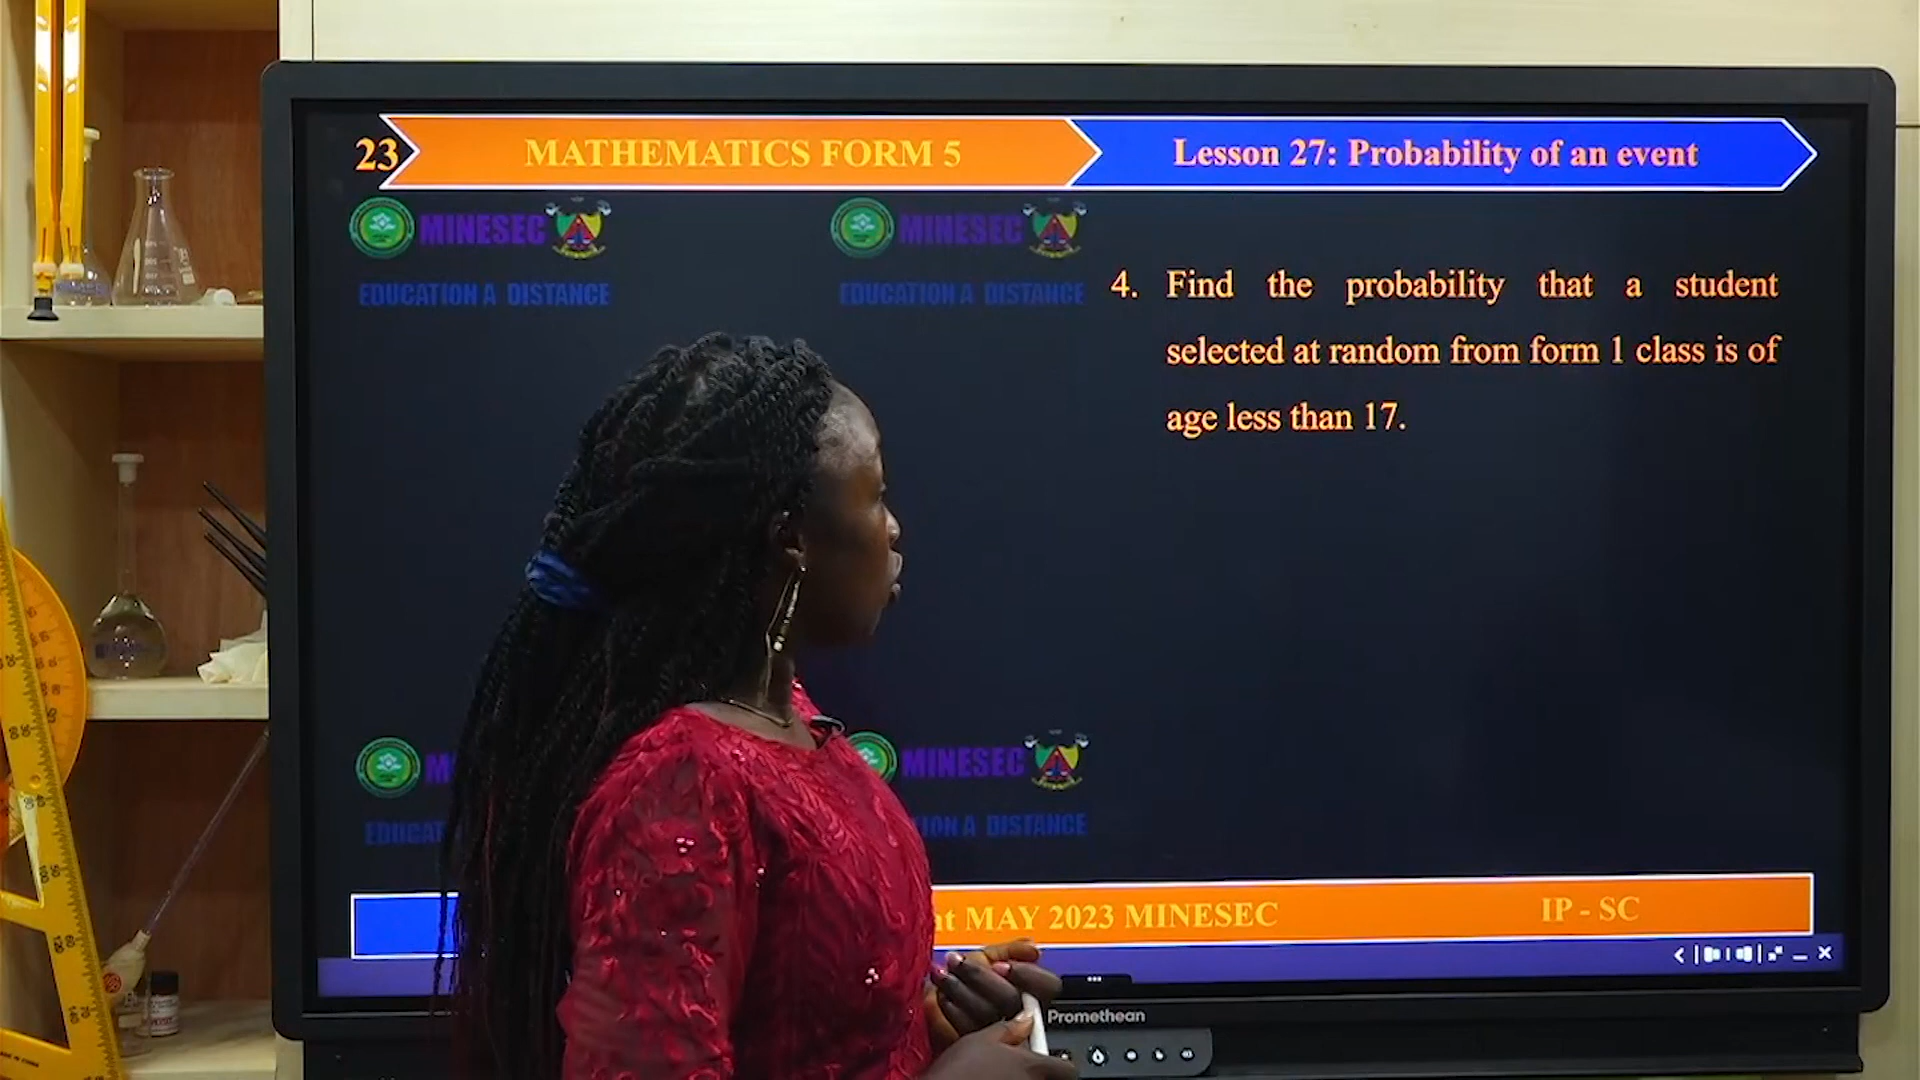 23
MATHEMATICS FORM 5
Lesson 27: Probability of an event
MINESEC
EDUCATION A DISTANCE
MINESEC
EDUCATION A DISTANCE
4. Find the probability that a student
selected at random from form 1 class is of
age less than 17.
MINESEC
A DISTANCE
MAY 2023 MINESEC
IP - SC
Promethean